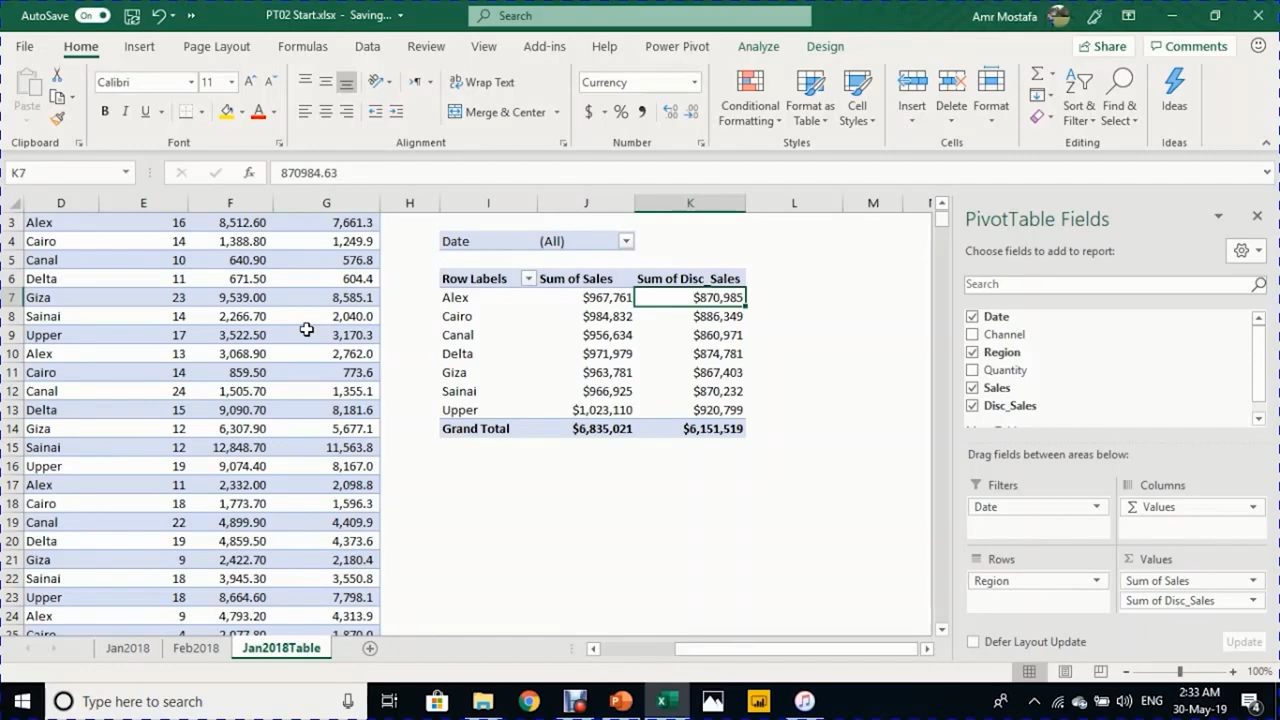 AutoSave On PT02 Start.xlsx - Saving... Search Amr Mostafa
File Home Insert Page Layout Formulas Data Review View Add-ins Help Power Pivot Analyze Design Share Comments
Paste Calibri 11 Wrap Text Currency Conditional Formatting Format as Table Cell Styles Insert Delete Format Sort & Filter Find & Select Ideas
B I U Merge & Center $ %
Clipboard Font Alignment Number Styles Cells Editing Ideas
K7 fx 870984.63
D E F G H I J K L M
3 Alex 16 8,512.60 7,661.3
4 Cairo 14 1,388.80 1,249.9 Date (All)
5 Canal 10 640.90 576.8
6 Delta 11 671.50 604.4 Row Labels Sum of Sales Sum of Disc_Sales
7 Giza 23 9,539.00 8,585.1 Alex $967,761 $870,985
8 Sainai 14 2,266.70 2,040.0 Cairo $984,832 $886,349
9 Upper 17 3,522.50 3,170.3 Canal $956,634 $860,971
10 Alex 13 3,068.90 2,762.0 Delta $971,979 $874,781
11 Cairo 14 859.50 773.6 Giza $963,781 $867,403
12 Canal 24 1,505.70 1,355.1 Sainai $966,925 $870,232
13 Delta 15 9,090.70 8,181.6 Upper $1,023,110 $920,799
14 Giza 12 6,307.90 5,677.1 Grand Total $6,835,021 $6,151,519
15 Sainai 12 12,848.70 11,563.8
16 Upper 19 9,074.40 8,167.0
17 Alex 11 2,332.00 2,098.8
18 Cairo 18 1,773.70 1,596.3
19 Canal 22 4,899.90 4,409.9
20 Delta 19 4,859.50 4,373.6
21 Giza 9 2,422.70 2,180.4
22 Sainai 18 3,945.30 3,550.8
23 Upper 18 8,664.60 7,798.1
24 Alex 9 4,793.20 4,313.9
25 Cairo 4 2,077.80 1,870.0
PivotTable Fields
Choose fields to add to report:
Search
Date
Channel
Region
Quantity
Sales
Disc_Sales
Drag fields between areas below:
Filters Columns
Date Σ Values
Rows Σ Values
Region Sum of Sales
Sum of Disc_Sales
Defer Layout Update Update
Jan2018 Feb2018 Jan2018Table
100%
Type here to search ENG 2:33 AM
30-May-19 4